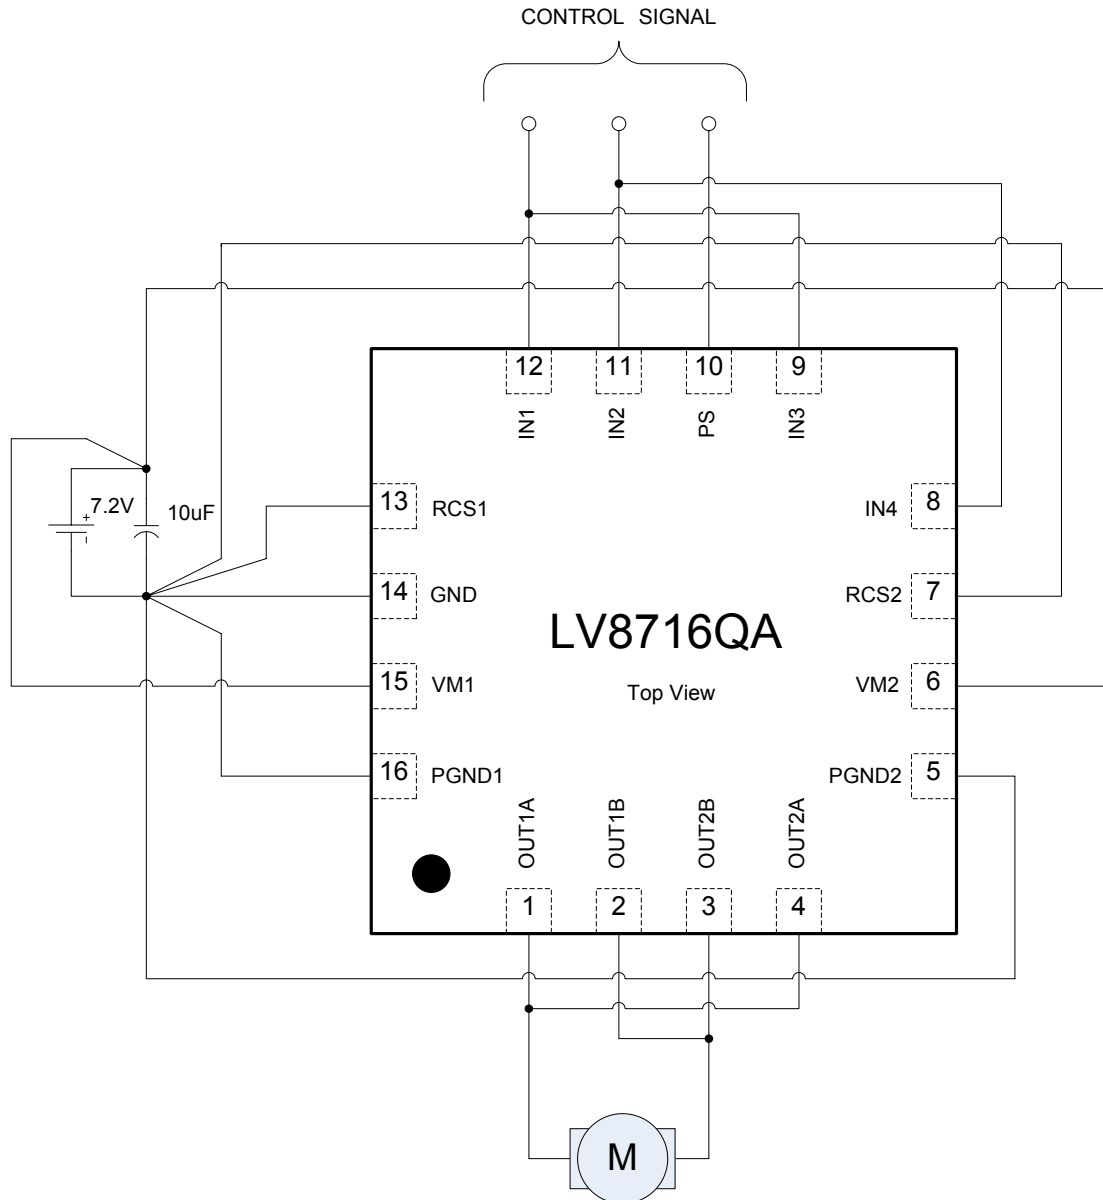 CONTROL SIGNAL
12
11
10
9
IN1
IN2
PS
IN3
7.2V
+
-
10uF
13
RCS1
IN4
8
14
GND
RCS2
7
LV8716QA
15
VM1
Top View
VM2
6
16
PGND1
PGND2
5
OUT1A
OUT1B
OUT2B
OUT2A
1
2
3
4
M